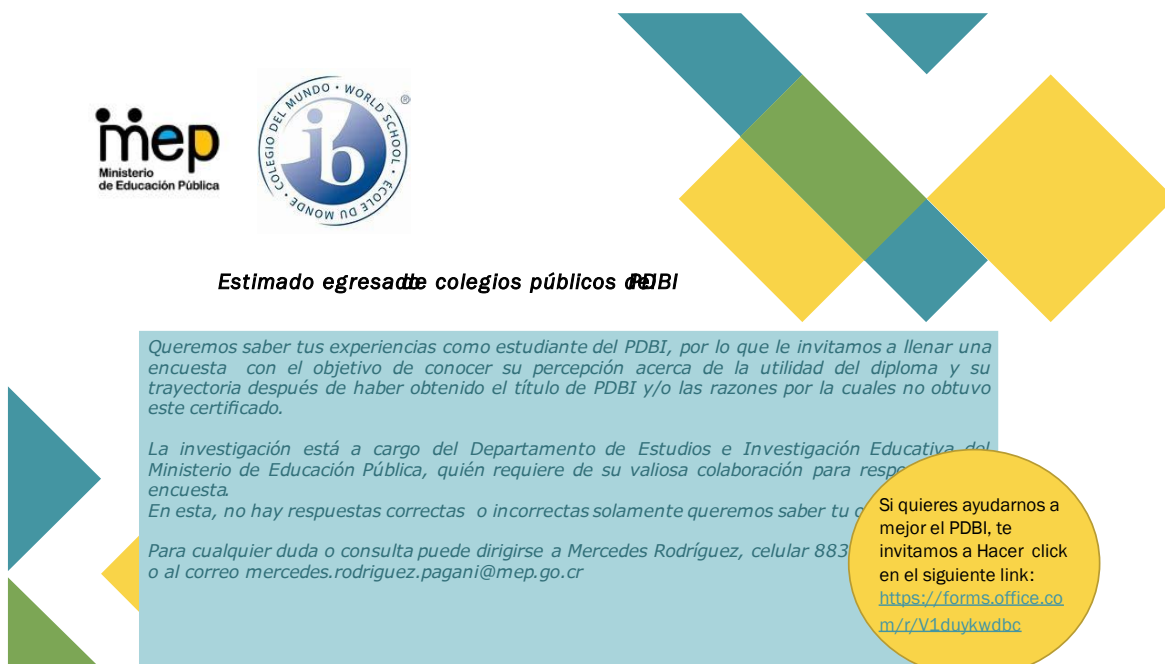 mep
Ministerio
de Educación Pública
COLEGIO DEL MUNDO · WORLD SCHOOL · ÉCOLE DU MONDE ·
ib
®
Estimado egresado de colegios públicos del PDBI
Queremos saber tus experiencias como estudiante del PDBI, por lo que le invitamos a llenar una
encuesta con el objetivo de conocer su percepción acerca de la utilidad del diploma y su
trayectoria después de haber obtenido el título de PDBI y/o las razones por la cuales no obtuvo
este certificado.
La investigación está a cargo del Departamento de Estudios e Investigación Educativa del
Ministerio de Educación Pública, quién requiere de su valiosa colaboración para
encuesta.
En esta, no hay respuestas correctas o incorrectas solamente queremos saber tu
Para cualquier duda o consulta puede dirigirse a Mercedes Rodríguez, celular 883
o al correo mercedes.rodriguez.pagani@mep.go.cr
Si quieres ayudarnos a
mejor el PDBI, te
invitamos a Hacer click
en el siguiente link:
https://forms.office.co
m/r/V1duykwdbc